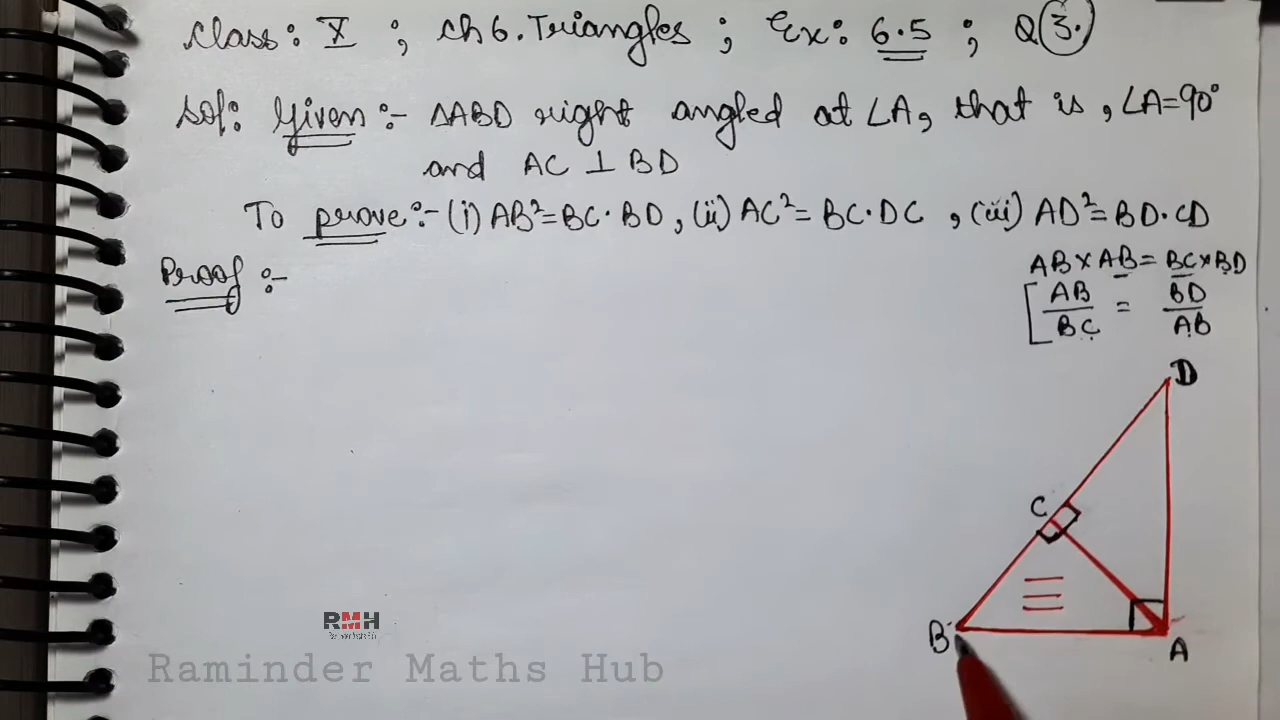 Class: X ; Ch 6. Triangles ; Ex: 6.5 ; Q 3.
Sol: Given :- ΔABD right angled at ∠A, that is, ∠A=90°
and AC ⊥ BD
To prove:- (i) AB²=BC·BD, (ii) AC²=BC·DC, (iii) AD²=BD·CD
Proof :-
AB×AB=BC×BD
[AB/BC = BD/AB
D
C
B
A
RMH
Raminder Maths Hub